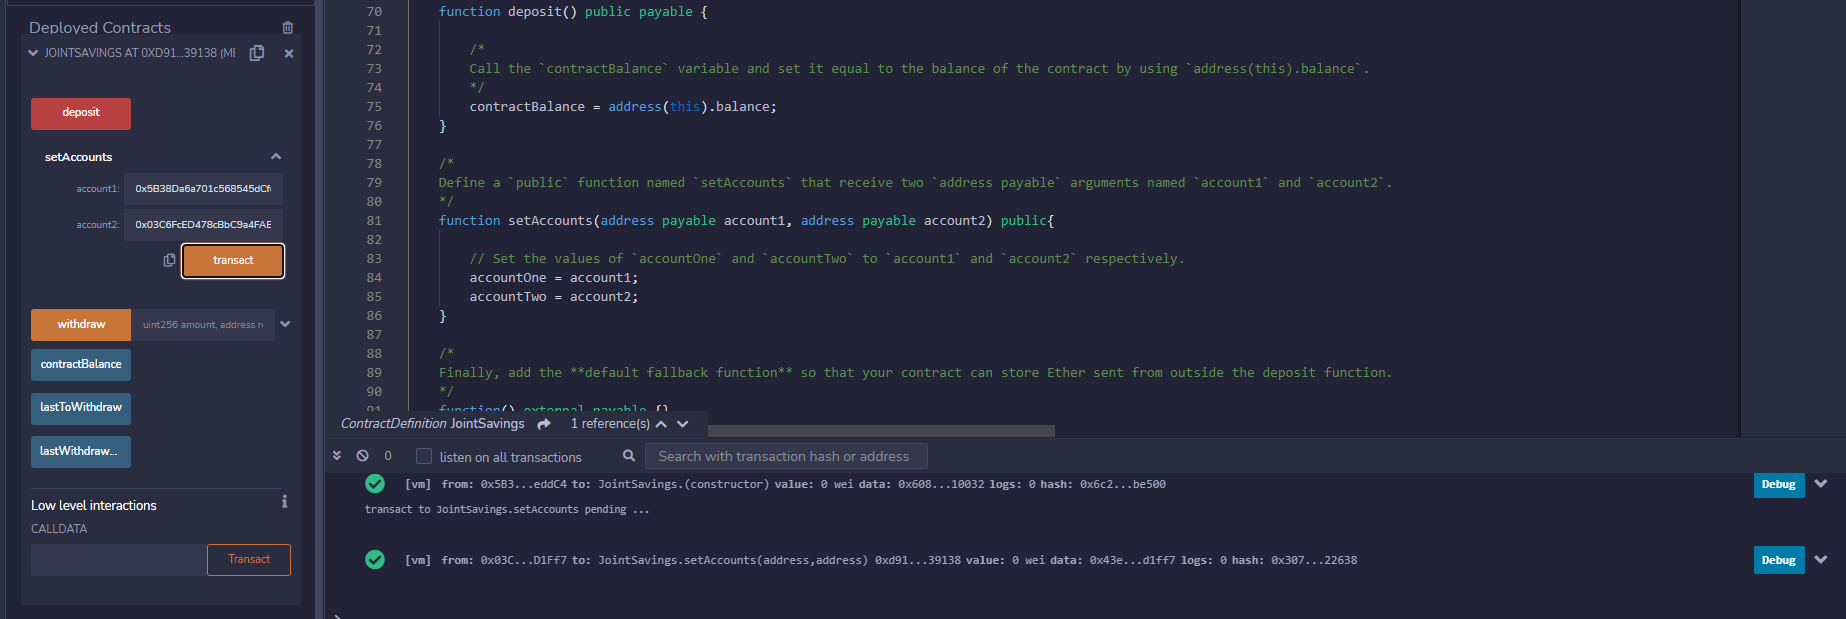 Deployed Contracts
JOINTSAVINGS AT 0XD91...39138 (ME
deposit
setAccounts
account1: 0x5B38Da6a701c568545dCf
account2: 0x03C6FcED478cBbC9a4FAB
transact
withdraw uint256 amount, address r
contractBalance
lastToWithdraw
lastWithdraw...
Low level interactions
CALLDATA
Transact
70 function deposit() public payable {
71
72 /*
73 Call the `contractBalance` variable and set it equal to the balance of the contract by using `address(this).balance`.
74 */
75 contractBalance = address(this).balance;
76 }
77
78 /*
79 Define a `public` function named `setAccounts` that receive two `address payable` arguments named `account1` and `account2`.
80 */
81 function setAccounts(address payable account1, address payable account2) public{
82
83 // Set the values of `accountOne` and `accountTwo` to `account1` and `account2` respectively.
84 accountOne = account1;
85 accountTwo = account2;
86 }
87
88 /*
89 Finally, add the **default fallback function** so that your contract can store Ether sent from outside the deposit function.
90 */
91 function() external payable {}
ContractDefinition JointSavings 1 reference(s)
0 listen on all transactions Search with transaction hash or address
[vm] from: 0x5B3...eddC4 to: JointSavings.(constructor) value: 0 wei data: 0x608...10032 logs: 0 hash: 0x6c2...be500 Debug
transact to JointSavings.setAccounts pending ...
[vm] from: 0x03C...D1Ff7 to: JointSavings.setAccounts(address,address) 0xd91...39138 value: 0 wei data: 0x43e...d1ff7 logs: 0 hash: 0x307...22638 Debug